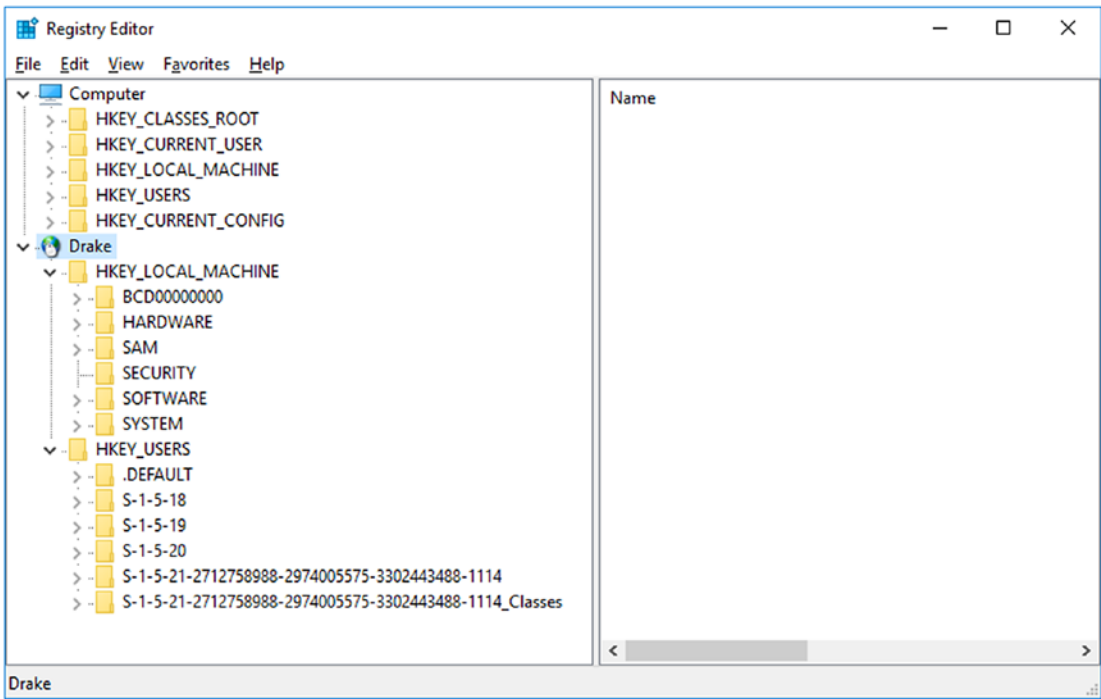 Registry Editor
File Edit View Favorites Help
Computer
HKEY_CLASSES_ROOT
HKEY_CURRENT_USER
HKEY_LOCAL_MACHINE
HKEY_USERS
HKEY_CURRENT_CONFIG
Drake
HKEY_LOCAL_MACHINE
BCD00000000
HARDWARE
SAM
SECURITY
SOFTWARE
SYSTEM
HKEY_USERS
.DEFAULT
S-1-5-18
S-1-5-19
S-1-5-20
S-1-5-21-2712758988-2974005575-3302443488-1114
S-1-5-21-2712758988-2974005575-3302443488-1114_Classes
Name
Drake